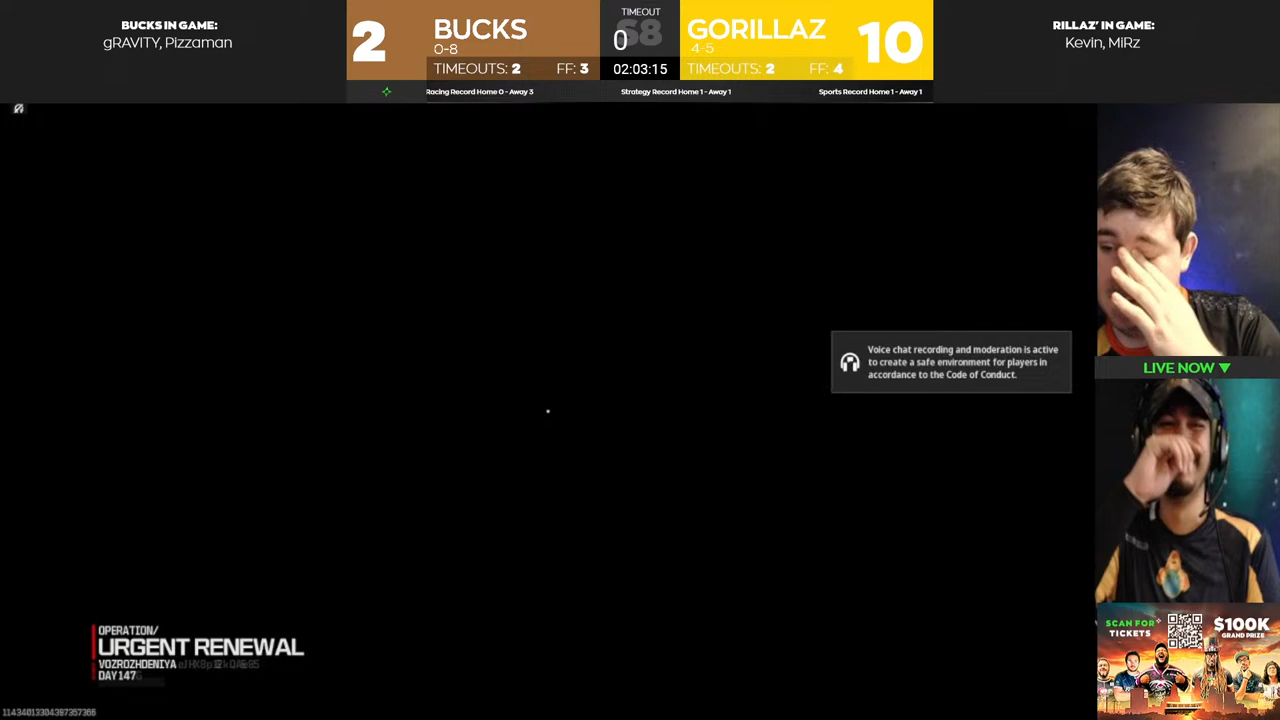 BUCKS IN GAME:
gRAVITY, Pizzaman
2
BUCKS
0-8
TIMEOUTS: 2
FF: 3
TIMEOUT
0
02:03:15
GORILLAZ
4-5
TIMEOUTS: 2
FF: 4
10
RILLAZ' IN GAME:
Kevin, MiRz
Racing Record Home 0 - Away 3
Strategy Record Home 1 - Away 1
Sports Record Home 1 - Away 1
Voice chat recording and moderation is active
to create a safe environment for players in
accordance to the Code of Conduct.
LIVE NOW
SCAN FOR
TICKETS
$100K
GRAND PRIZE
OPERATION/
URGENT RENEWAL
VOZROZHDENIYA
DAY 147